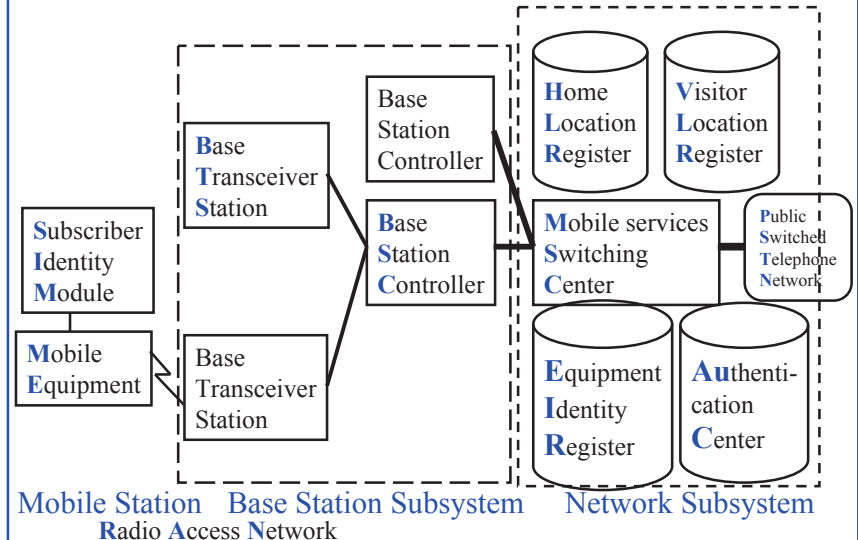 Subscriber
Identity
Module
Mobile
Equipment
Base
Transceiver
Station
Base
Transceiver
Station
Base
Station
Controller
Base
Station
Controller
Home
Location
Register
Visitor
Location
Register
Mobile services
Switching
Center
Public
Switched
Telephone
Network
Equipment
Identity
Register
Authenti-
cation
Center
Mobile Station
Base Station Subsystem
Network Subsystem
Radio Access Network